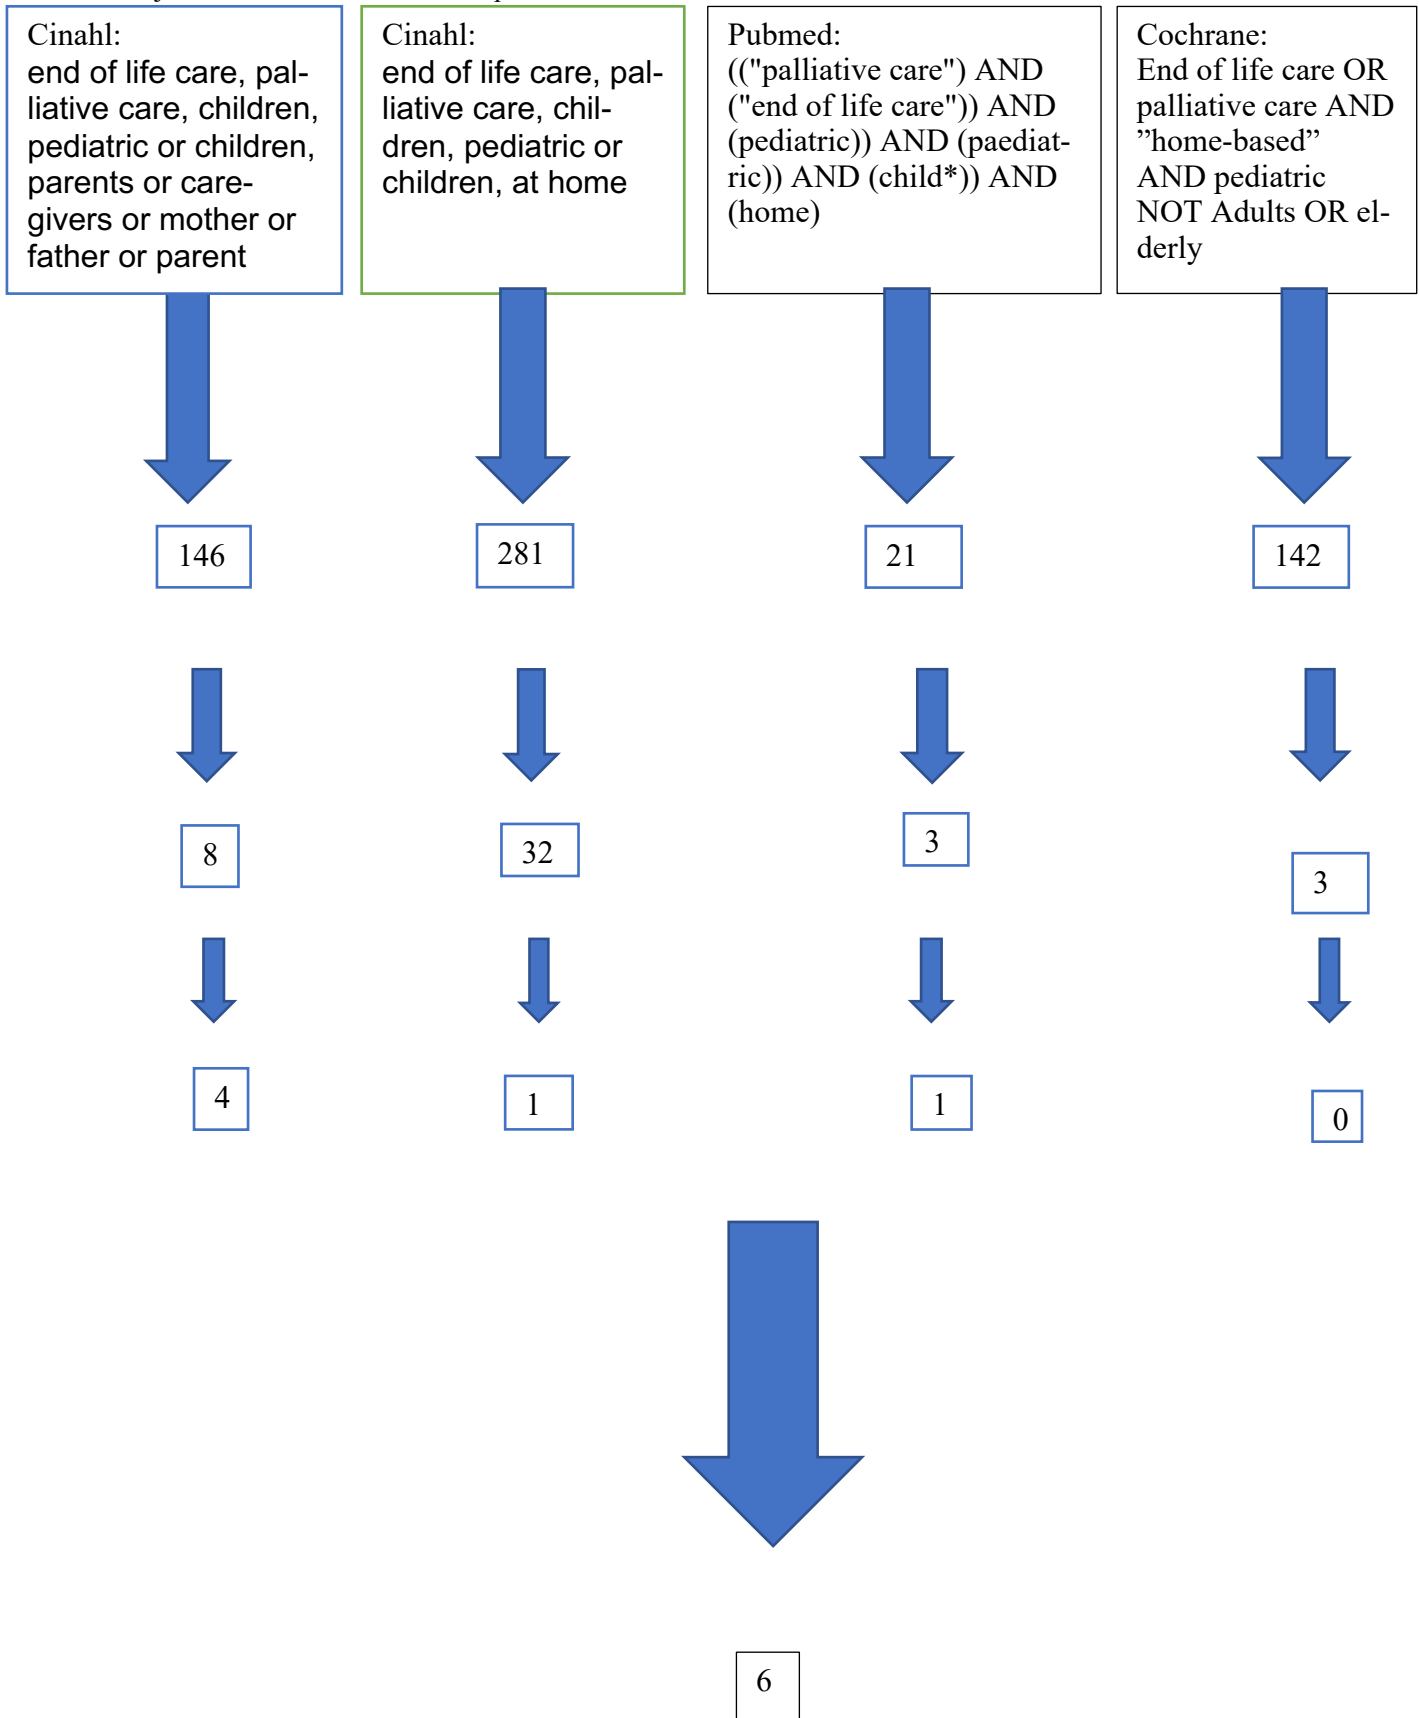 Cinahl:
end of life care, pal-
liative care, children,
pediatric or children,
parents or care-
givers or mother or
father or parent
Cinahl:
end of life care, pal-
liative care, chil-
dren, pediatric or
children, at home
Pubmed:
(("palliative care") AND
("end of life care")) AND
(pediatric)) AND (paediat-
ric)) AND (child*)) AND
(home)
Cochrane:
End of life care OR
palliative care AND
”home-based”
AND pediatric
NOT Adults OR el-
derly
146
281
21
142
8
32
3
3
4
1
1
0
6